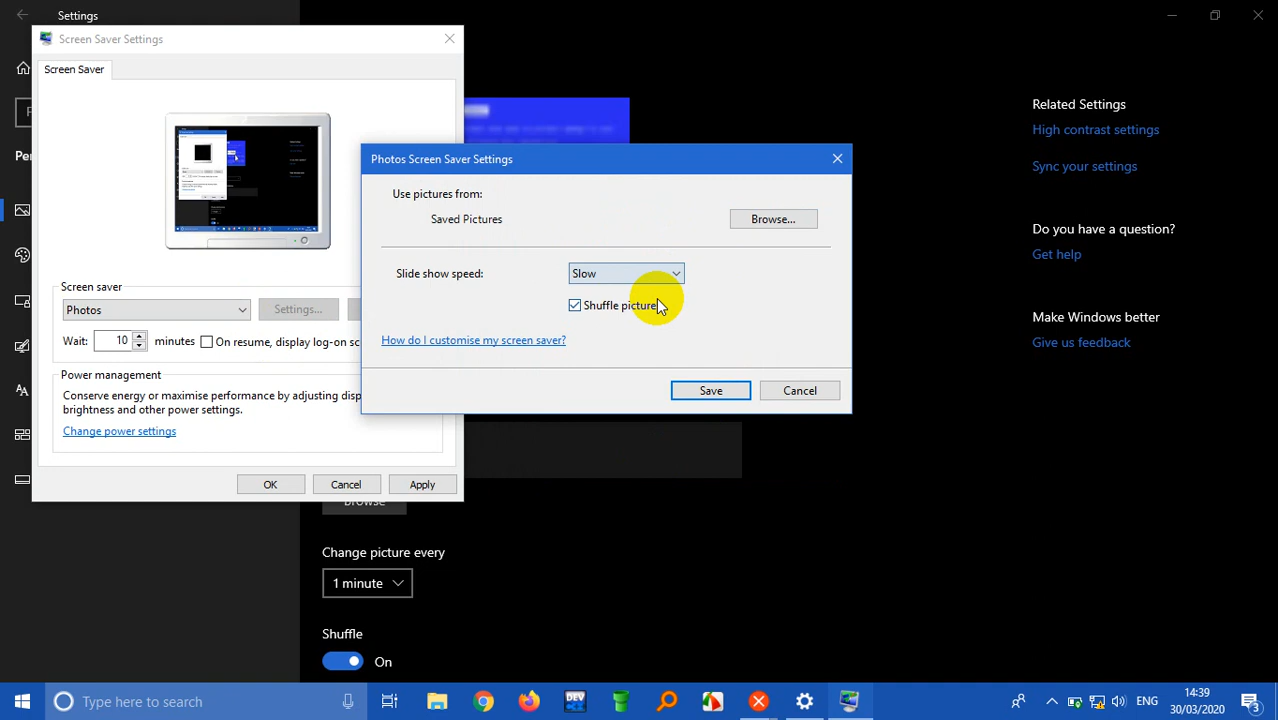 Settings
Screen Saver Settings
Screen Saver
Screen saver
Photos
Settings...
Wait:
10
minutes
On resume, display log-on sc
Power management
Conserve energy or maximise performance by adjusting disp
brightness and other power settings.
Change power settings
OK
Cancel
Apply
Photos Screen Saver Settings
Use pictures from:
Saved Pictures
Browse...
Slide show speed:
Slow
Shuffle picture
How do I customise my screen saver?
Save
Cancel
Browse
Change picture every
1 minute
Shuffle
On
Related Settings
High contrast settings
Sync your settings
Do you have a question?
Get help
Make Windows better
Give us feedback
Type here to search
DEV
ENG
14:39
30/03/2020
3